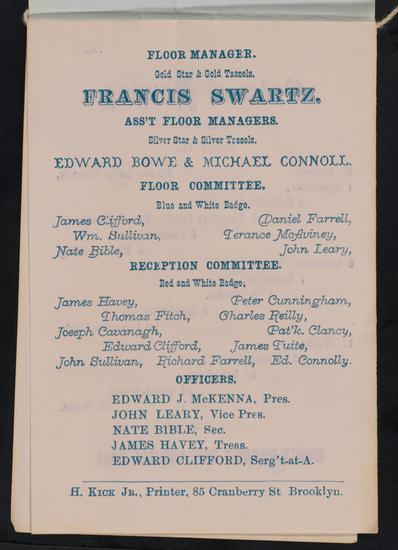 FLOOR MANAGER.
Gold Star & Gold Tassels.
FRANCIS SWARTZ.
ASS'T FLOOR MANAGERS.
Silver Star & Silver Tassels.
EDWARD BOWE & MICHAEL CONNOLL.
FLOOR COMMITTEE,
Blue and White Badge.
James Clifford, Daniel Farrell,
Wm. Sullivan, Terance McAviney,
Nate Bible, John Leary,
RECEPTION COMMITTEE.
Red and White Badge,
James Havey, Peter Cunningham,
Thomas Fitch, Charles Reilly,
Joseph Cavanagh, Pat'k. Clancy,
Edward Clifford, James Tuite,
John Sullivan, Richard Farrell, Ed. Connolly.
OFFICERS.
EDWARD J. McKENNA, Pres.
JOHN LEARY, Vice Pres.
NATE BIBLE, Sec.
JAMES HAVEY, Treas.
EDWARD CLIFFORD, Serg't-at-A.
H. KICK JR., Printer, 85 Cranberry St Brooklyn.